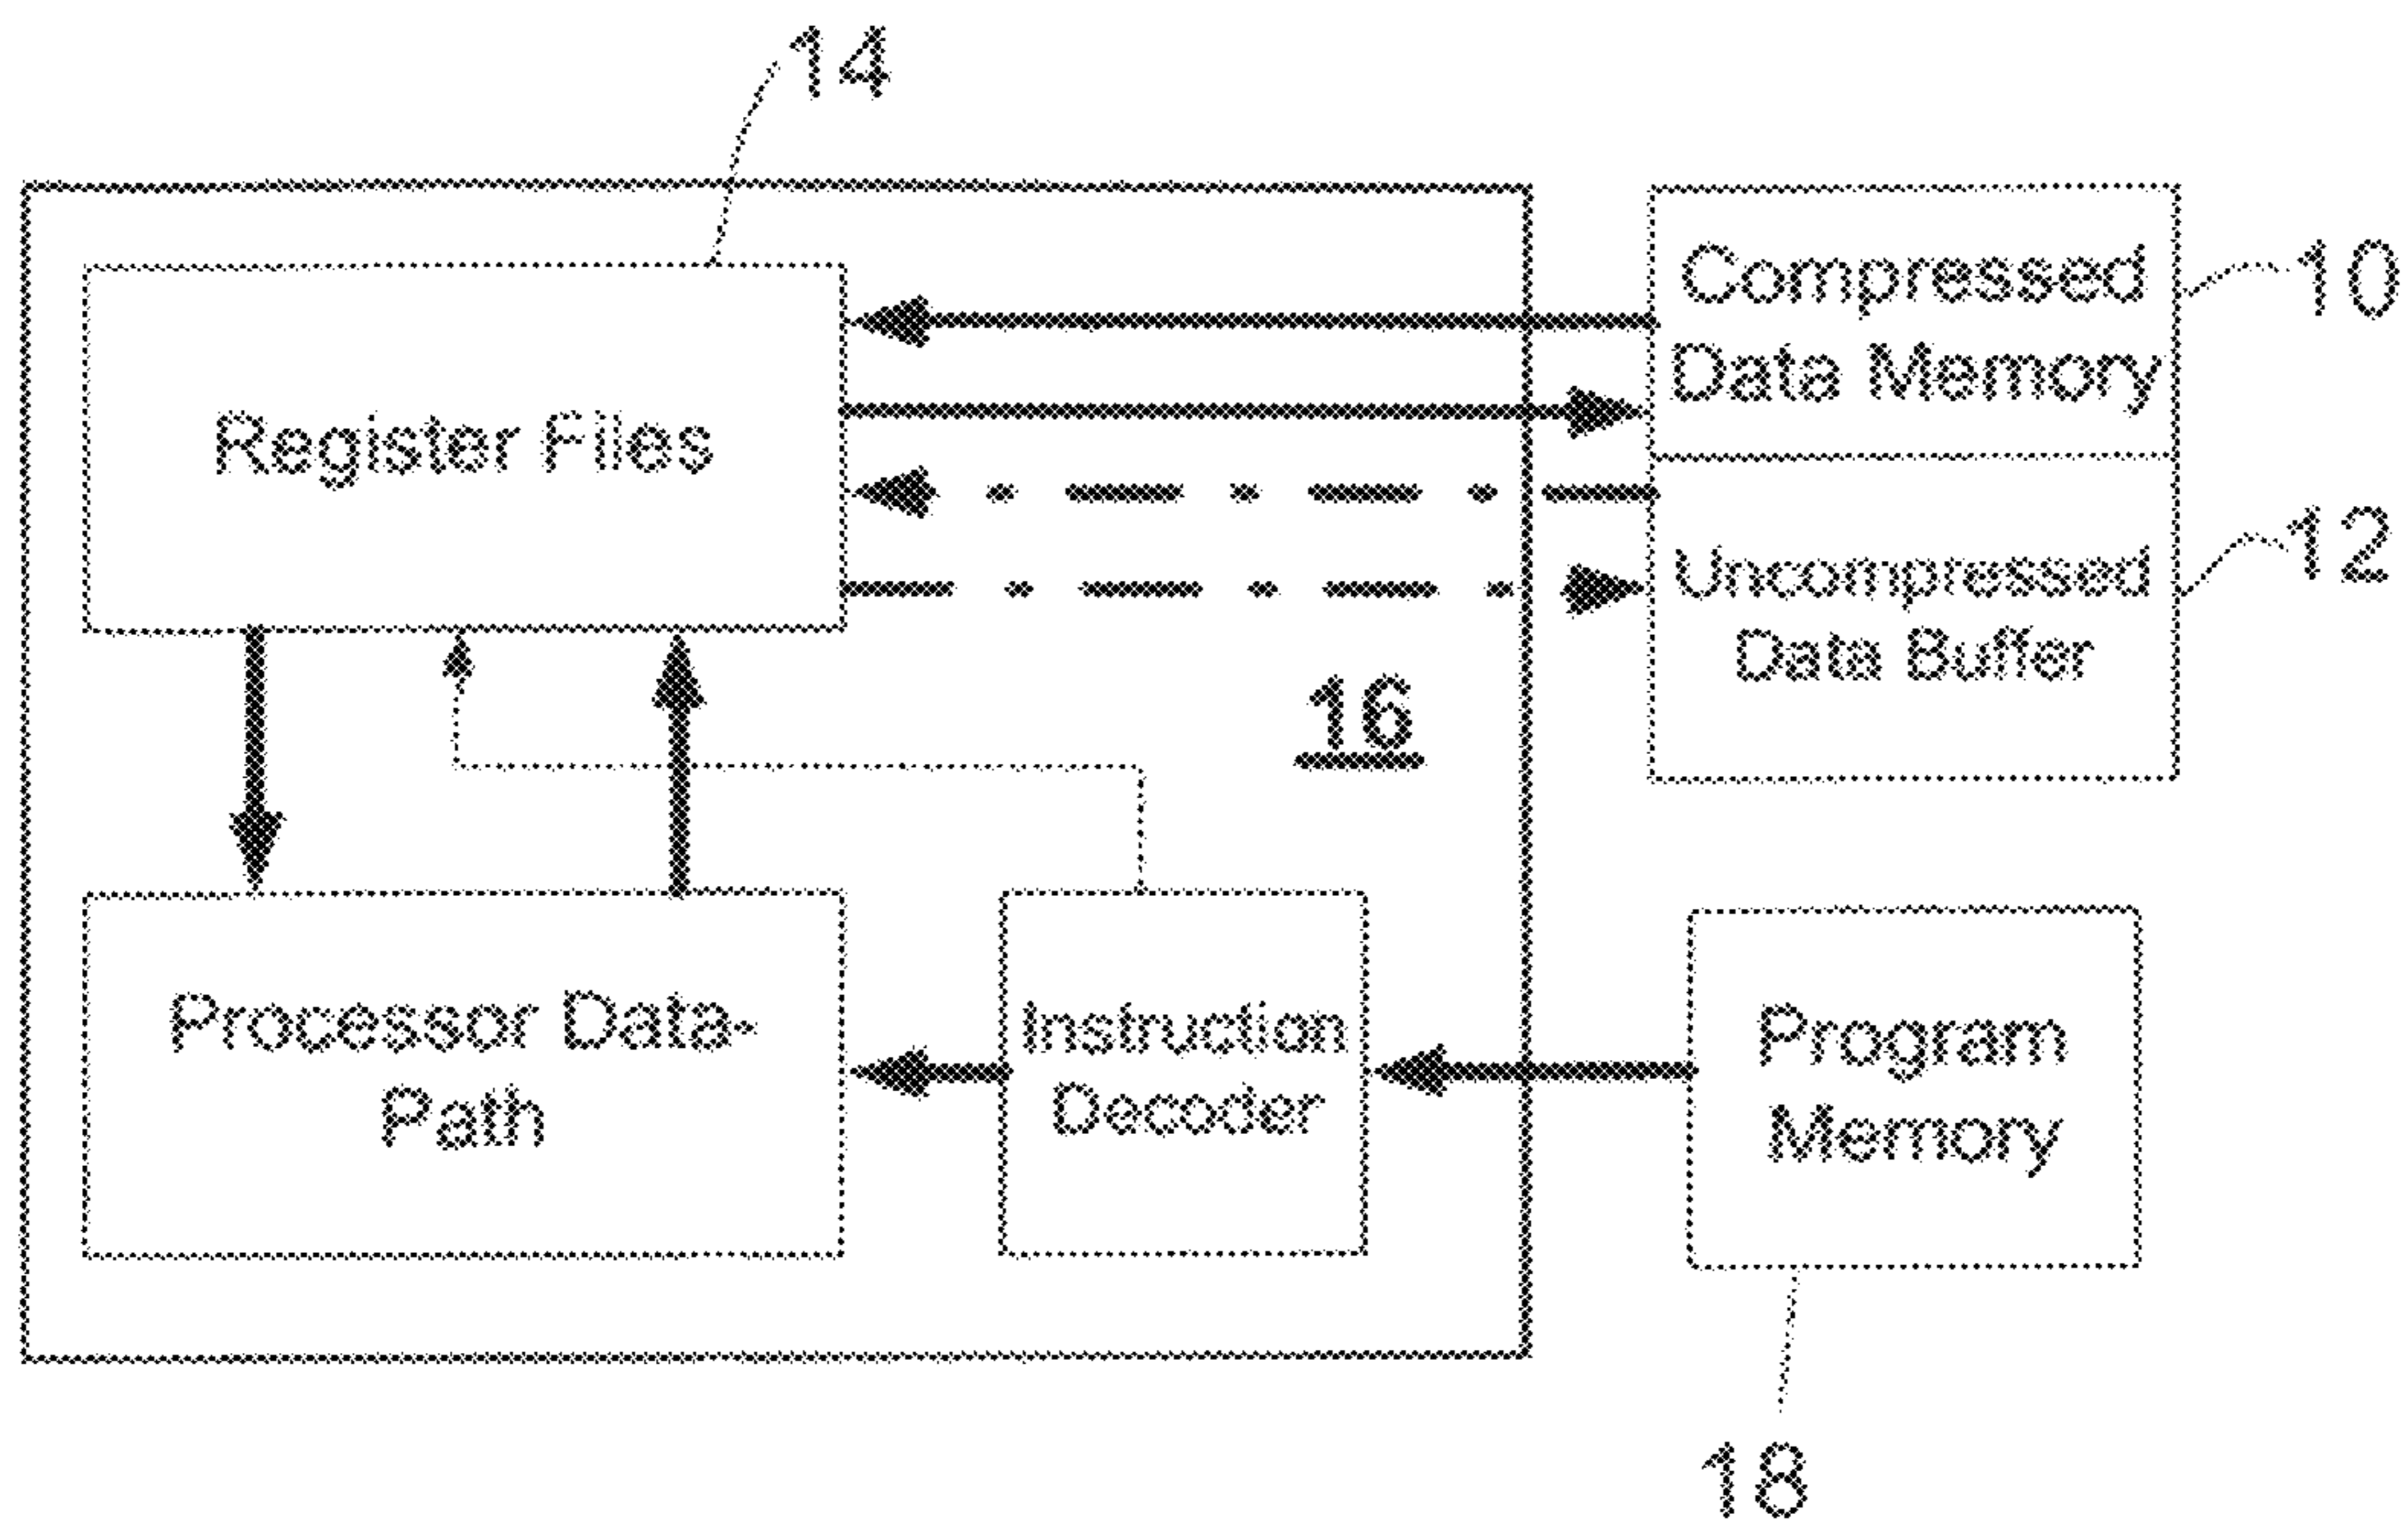 14
Compressed
Data Memory
10
Register Files
12
Uncompressed
Data Buffer
16
Processor Data-
Path
Instruction
Decoder
Program
Memory
18